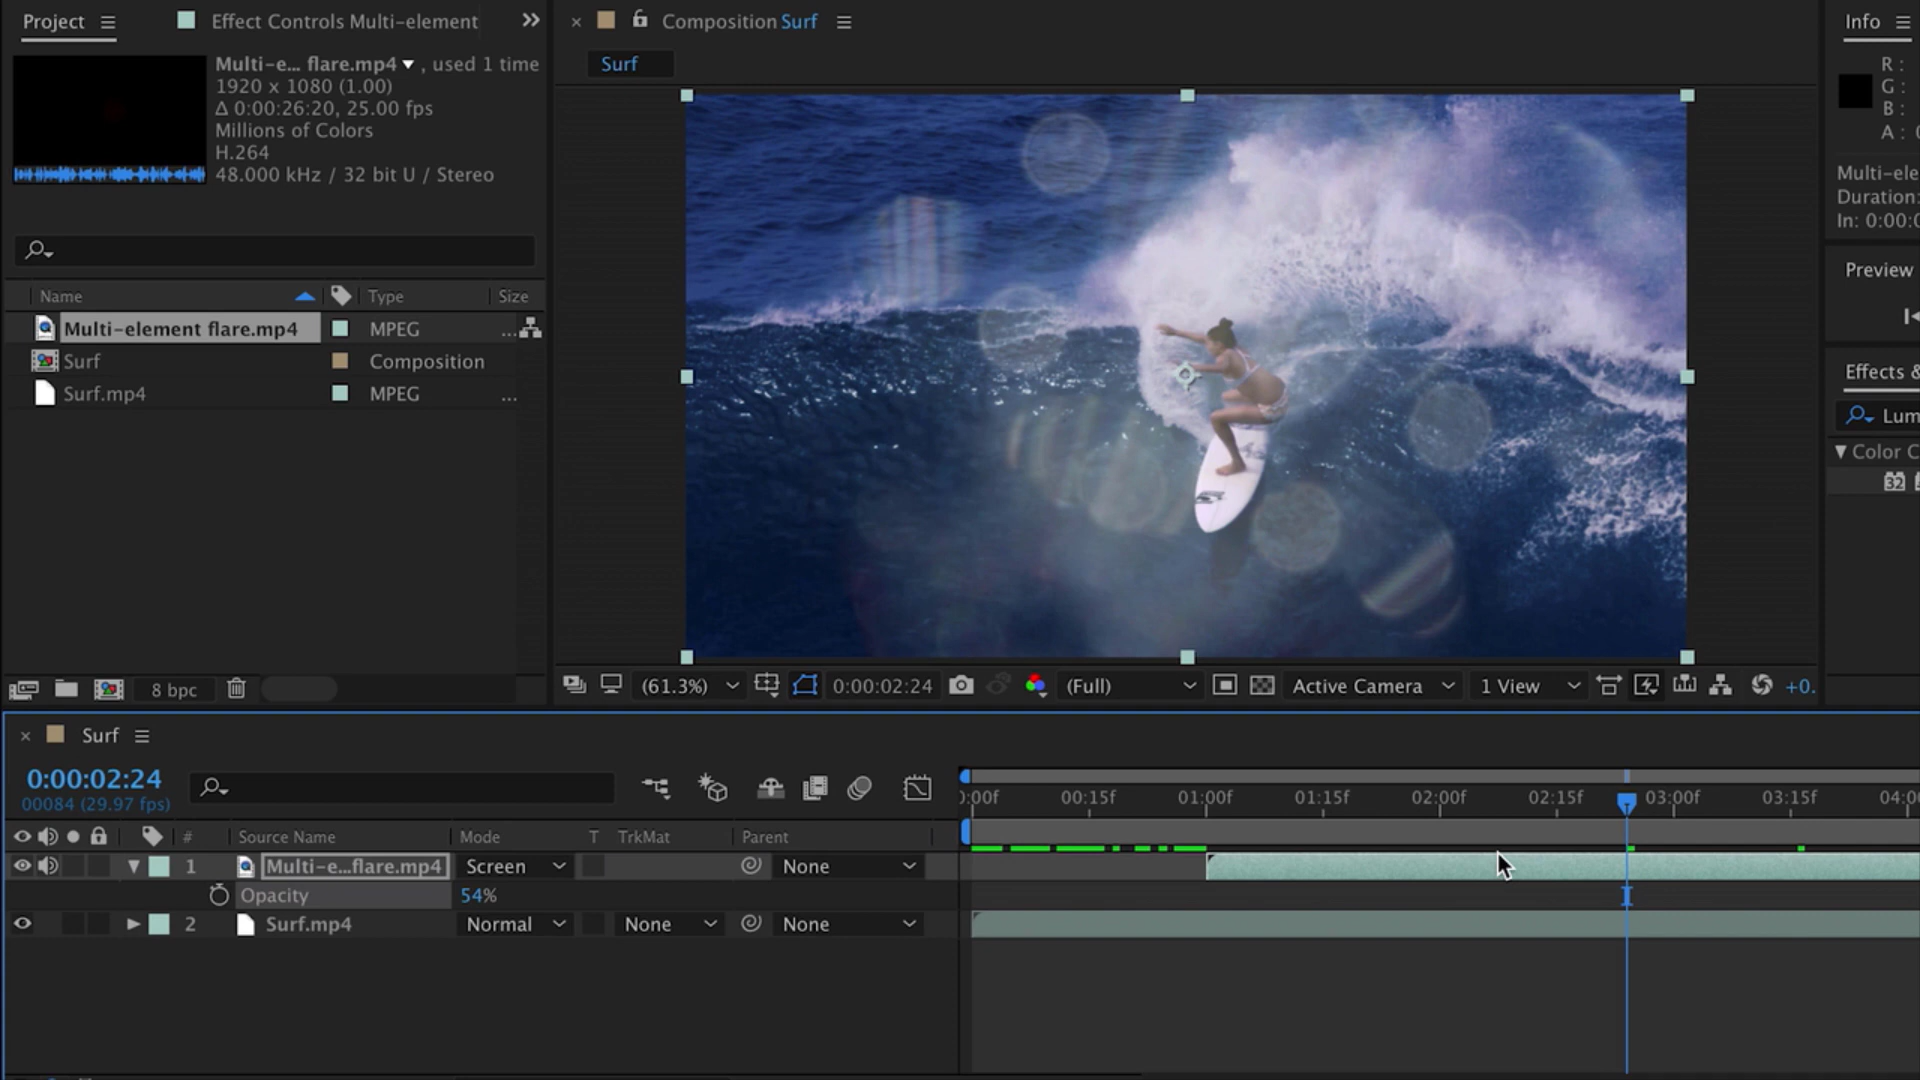 Project
Effect Controls Multi-element
Multi-e... flare.mp4 , used 1 time
1920 x 1080 (1.00)
Δ 0:00:26:20, 25.00 fps
Millions of Colors
H.264
48.000 kHz / 32 bit U / Stereo
Name Type Size
Multi-element flare.mp4 MPEG ...
Surf Composition
Surf.mp4 MPEG ...
8 bpc
Composition Surf
Surf
(61.3%) 0:00:02:24 (Full) Active Camera 1 View +0.
Info
R :
G :
B :
A :
Multi-ele
Duration:
In: 0:00:0
Preview
Effects &
Lum
Color C
32
Surf
0:00:02:24
00084 (29.97 fps)
# Source Name Mode T TrkMat Parent
1 Multi-e...flare.mp4 Screen None
Opacity 54%
2 Surf.mp4 Normal None None
0:00f 00:15f 01:00f 01:15f 02:00f 02:15f 03:00f 03:15f 04:00